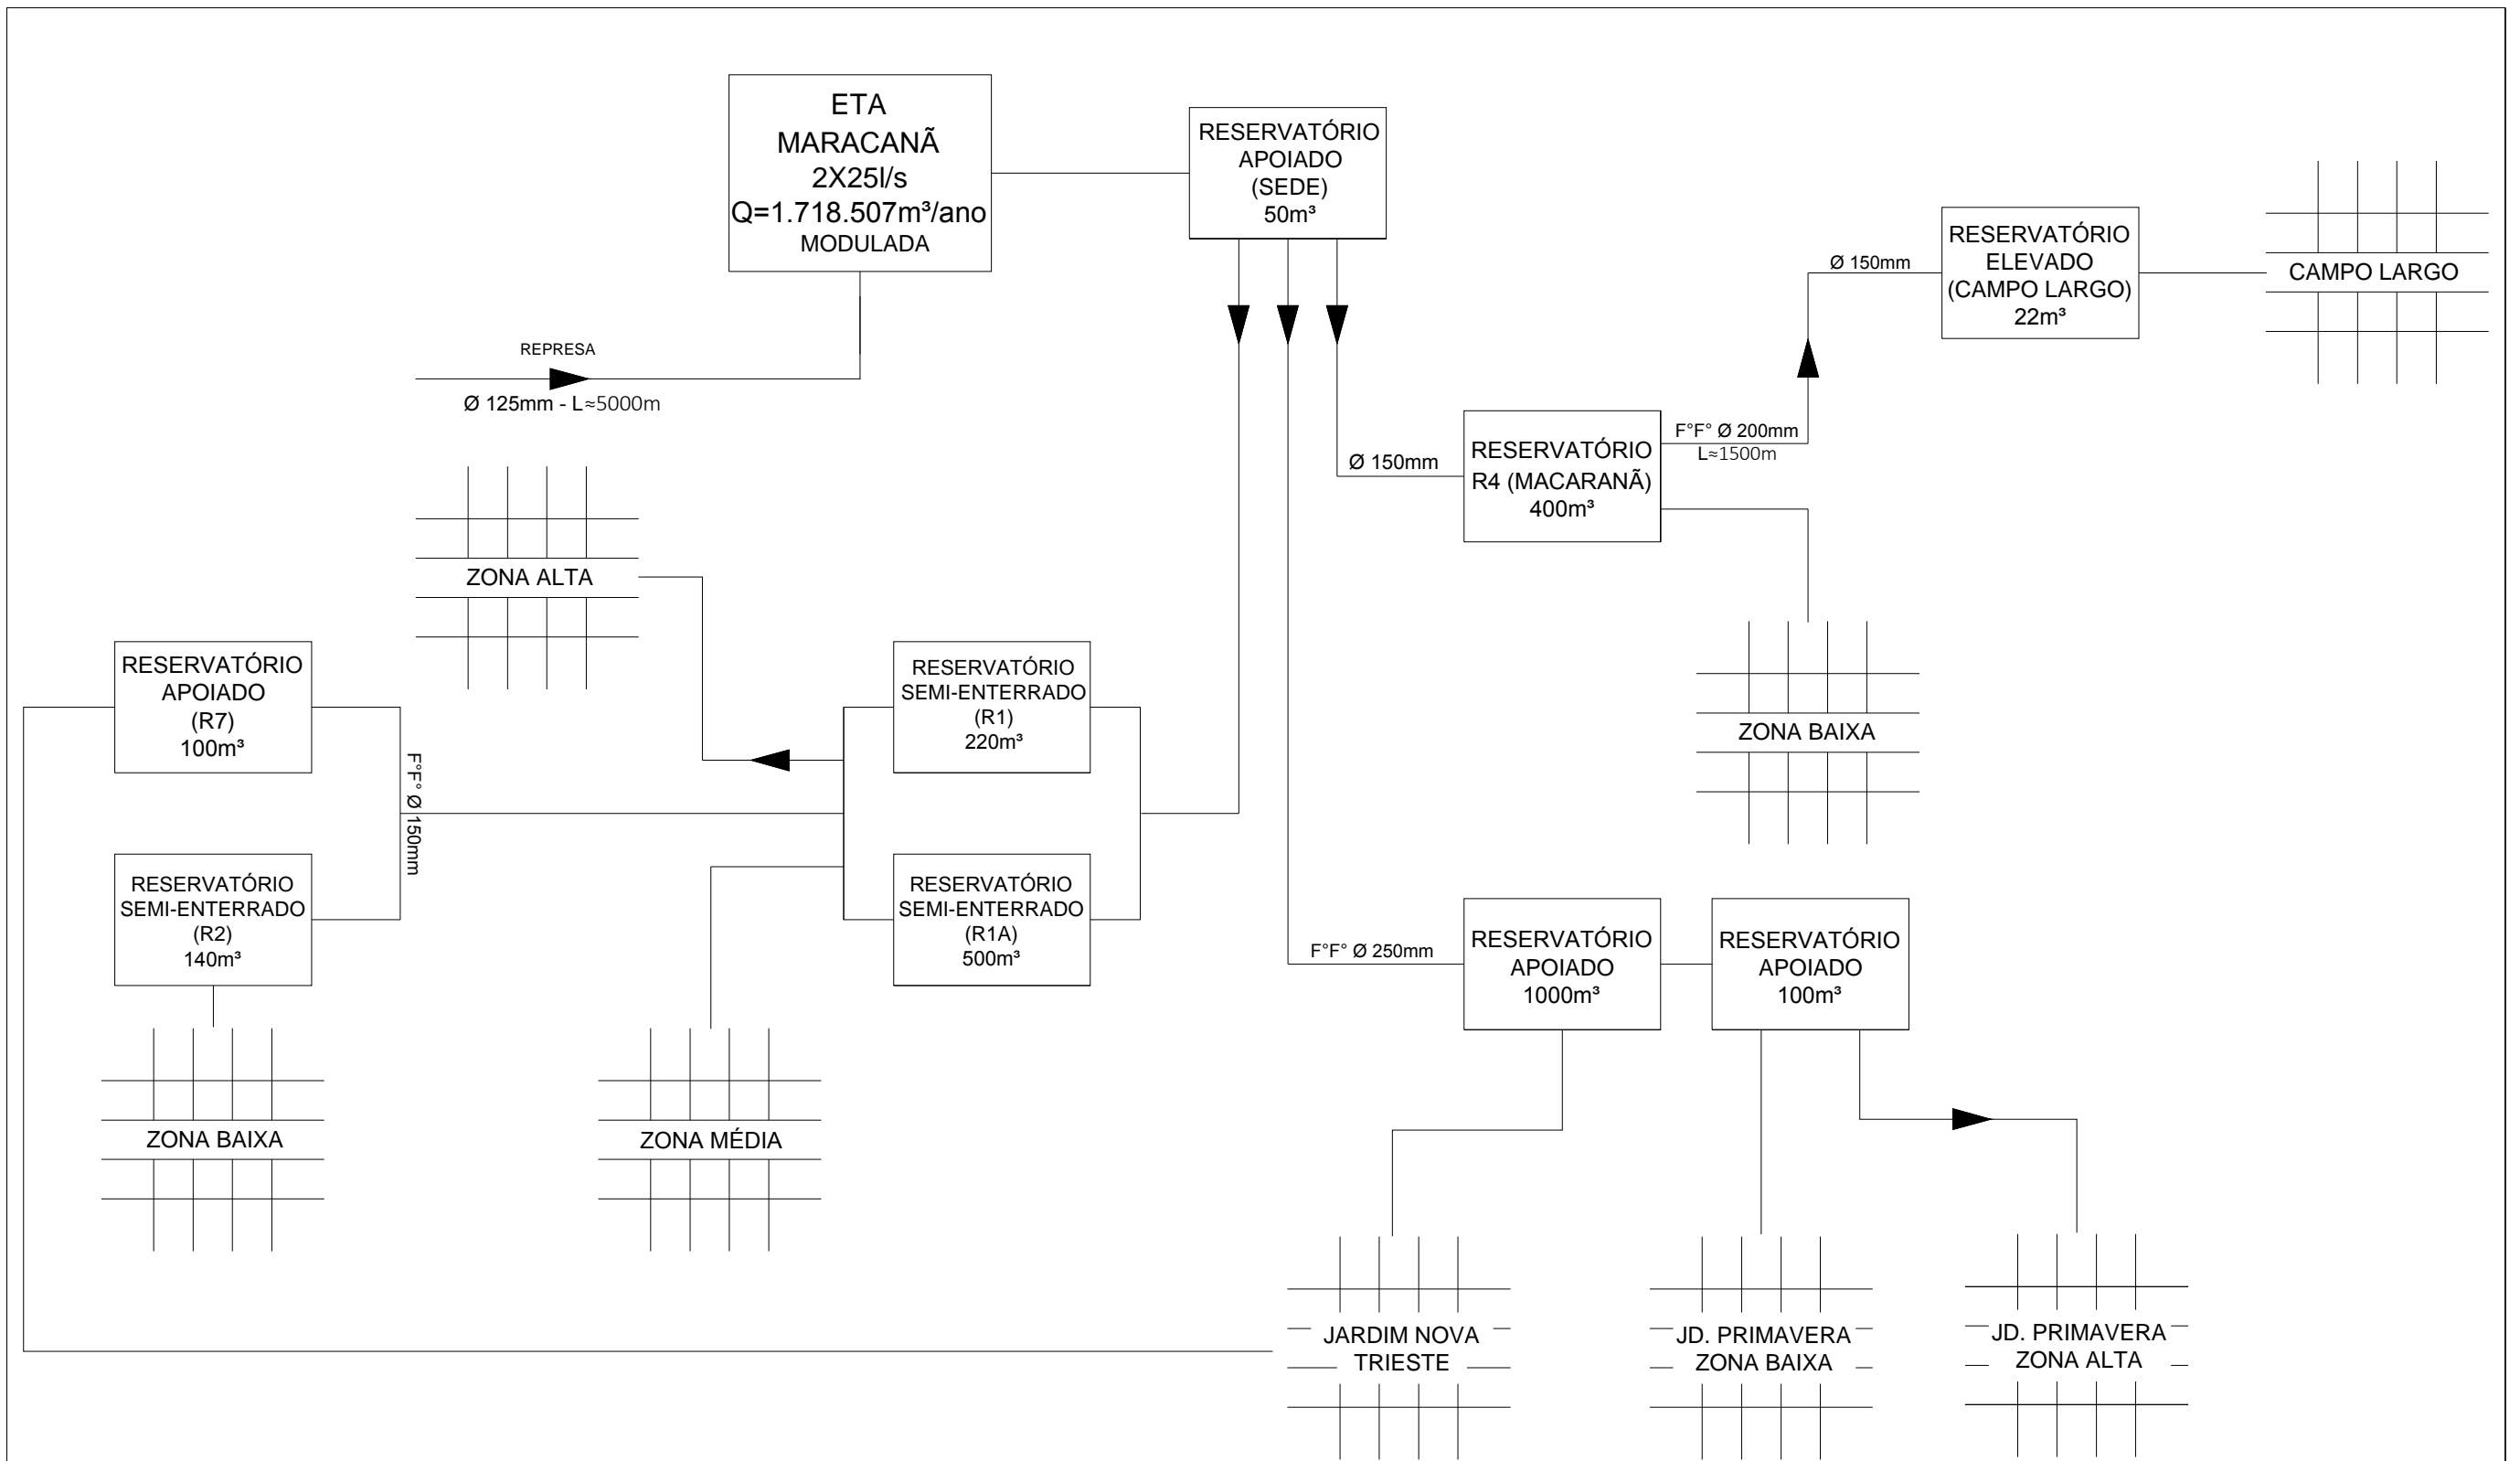 ETA
MARACANÃ
2X25l/s
Q=1.718.507m³/ano
MODULADA
RESERVATÓRIO
APOIADO
(SEDE)
50m³
RESERVATÓRIO
ELEVADO
(CAMPO LARGO)
22m³
CAMPO LARGO
Ø 150mm
REPRESA
Ø 125mm - L≈5000m
RESERVATÓRIO
R4 (MACARANÃ)
400m³
Ø 150mm
F°F° Ø 200mm
L≈1500m
ZONA ALTA
RESERVATÓRIO
APOIADO
(R7)
100m³
F°F° Ø 150mm
RESERVATÓRIO
SEMI-ENTERRADO
(R1)
220m³
ZONA BAIXA
RESERVATÓRIO
SEMI-ENTERRADO
(R2)
140m³
RESERVATÓRIO
SEMI-ENTERRADO
(R1A)
500m³
F°F° Ø 250mm
RESERVATÓRIO
APOIADO
1000m³
RESERVATÓRIO
APOIADO
100m³
ZONA BAIXA
ZONA MÉDIA
JARDIM NOVA
TRIESTE
JD. PRIMAVERA
ZONA BAIXA
JD. PRIMAVERA
ZONA ALTA